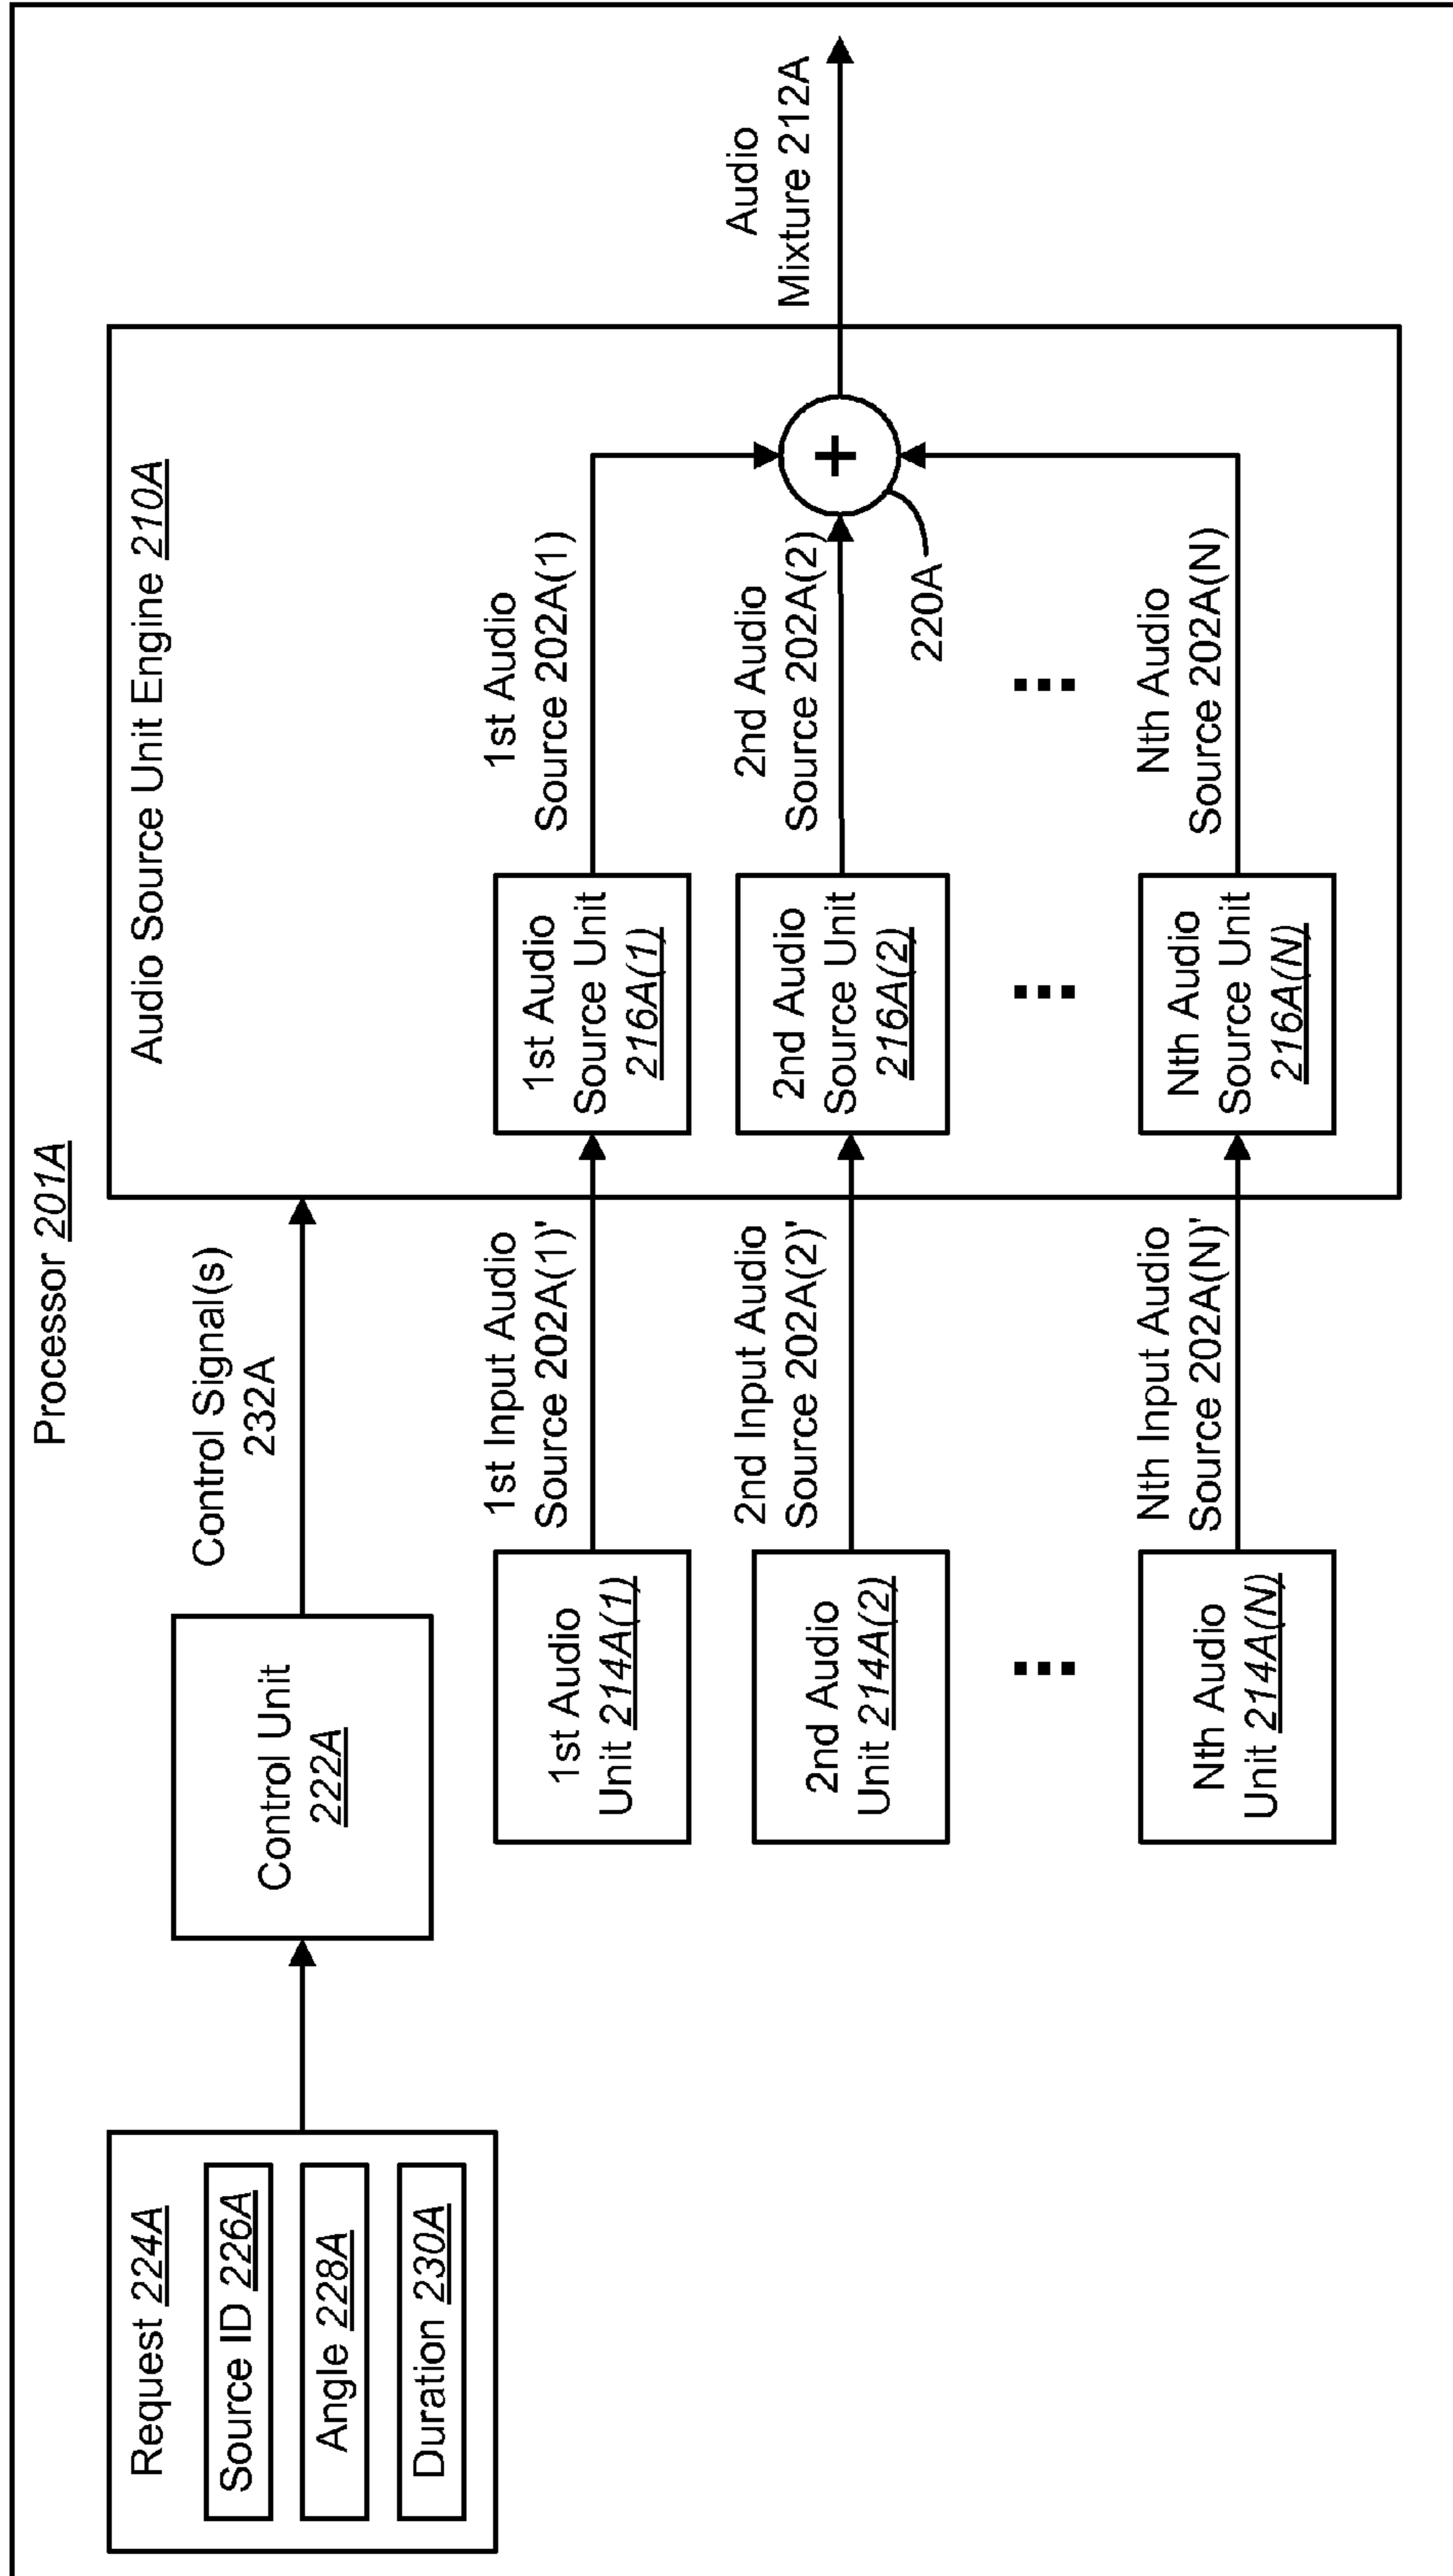 Processor 201A
Request 224A
Source ID 226A
Angle 228A
Duration 230A
Control Unit
222A
Control Signal(s)
232A
Audio Source Unit Engine 210A
1st Audio
Unit 214A(1)
1st Input Audio
Source 202A(1)'
1st Audio
Source Unit
216A(1)
1st Audio
Source 202A(1)
2nd Audio
Unit 214A(2)
2nd Input Audio
Source 202A(2)'
2nd Audio
Source Unit
216A(2)
2nd Audio
Source 202A(2)
+
220A
Audio
Mixture 212A
Nth Audio
Unit 214A(N)
Nth Input Audio
Source 202A(N)'
Nth Audio
Source Unit
216A(N)
Nth Audio
Source 202A(N)